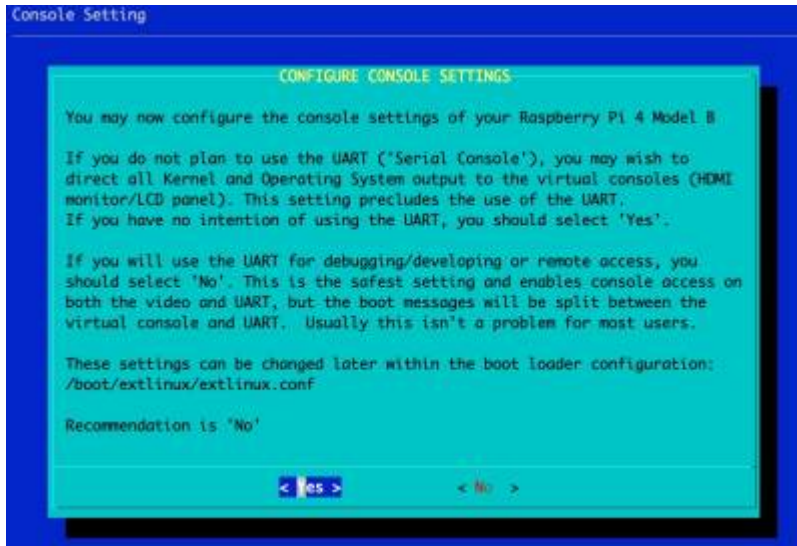 Console Setting
CONFIGURE CONSOLE SETTINGS
You may now configure the console settings of your Raspberry Pi 4 Model B
If you do not plan to use the UART ('Serial Console'), you may wish to
direct all Kernel and Operating System output to the virtual consoles (HDMI
monitor/LCD panel). This setting precludes the use of the UART.
If you have no intention of using the UART, you should select 'Yes'.
If you will use the UART for debugging/developing or remote access, you
should select 'No'. This is the safest setting and enables console access on
both the video and UART, but the boot messages will be split between the
virtual console and UART.  Usually this isn't a problem for most users.
These settings can be changed later within the boot loader configuration:
/boot/extlinux/extlinux.conf
Recommendation is 'No'
< Yes > < No >